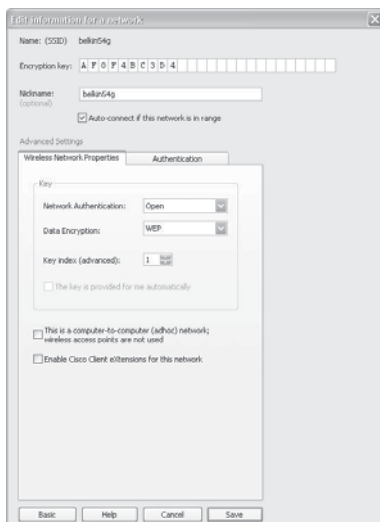 Edit information for a network
Name: (SSID) belkin54g
Encryption key: A F 0 F 4 B C 3 D 4
Nickname: belkin54g
(optional)
Auto-connect if this network is in range
Advanced Settings
Wireless Network Properties Authentication
Key
Network Authentication: Open
Data Encryption: WEP
Key index (advanced): 1
The key is provided for me automatically
This is a computer-to-computer (adhoc) network;
wireless access points are not used
Enable Cisco Client eXtensions for this network
Basic Help Cancel Save